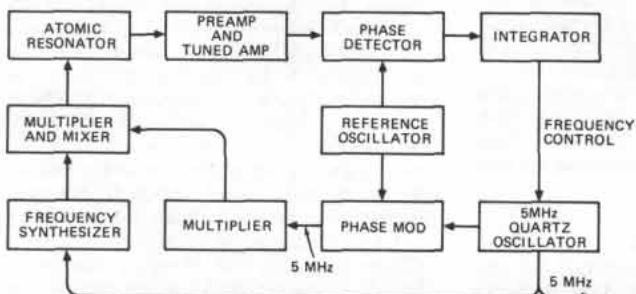 ATOMIC
RESONATOR
PREAMP
AND
TUNED AMP
PHASE
DETECTOR
INTEGRATOR
MULTIPLIER
AND MIXER
REFERENCE
OSCILLATOR
FREQUENCY
CONTROL
FREQUENCY
SYNTHESIZER
MULTIPLIER
PHASE MOD
5MHz
QUARTZ
OSCILLATOR
5 MHz
5 MHz